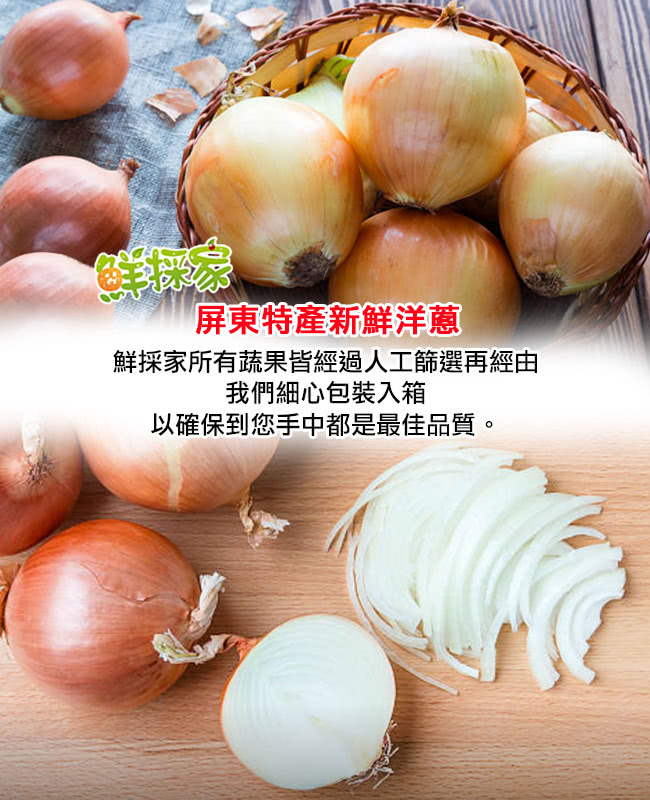 鮮採家
屏東特產新鮮洋蔥
鮮採家所有蔬果皆經過人工篩選再經由
我們細心包裝入箱
以確保到您手中都是最佳品質。